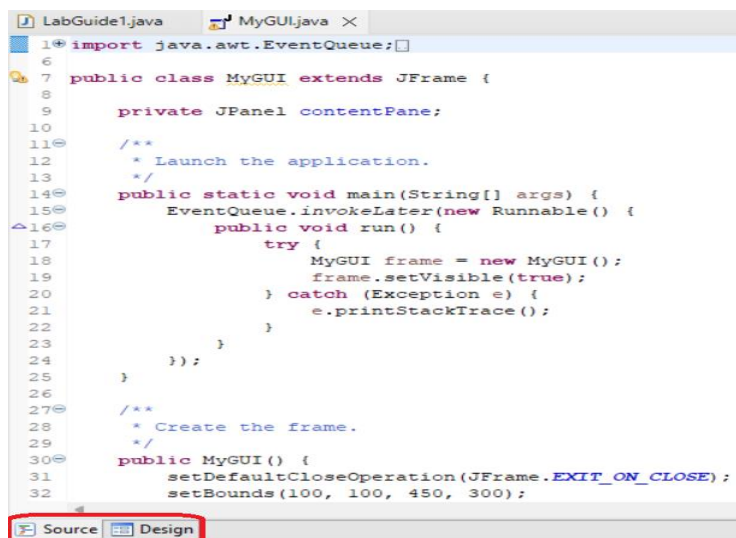 LabGuide1.java MyGUI.java
1 import java.awt.EventQueue;
6
7 public class MyGUI extends JFrame {
8
9 private JPanel contentPane;
10
11 /**
12 * Launch the application.
13 */
14 public static void main(String[] args) {
15 EventQueue.invokeLater(new Runnable() {
16 public void run() {
17 try {
18 MyGUI frame = new MyGUI();
19 frame.setVisible(true);
20 } catch (Exception e) {
21 e.printStackTrace();
22 }
23 }
24 });
25 }
26
27 /**
28 * Create the frame.
29 */
30 public MyGUI() {
31 setDefaultCloseOperation(JFrame.EXIT_ON_CLOSE);
32 setBounds(100, 100, 450, 300);
Source Design